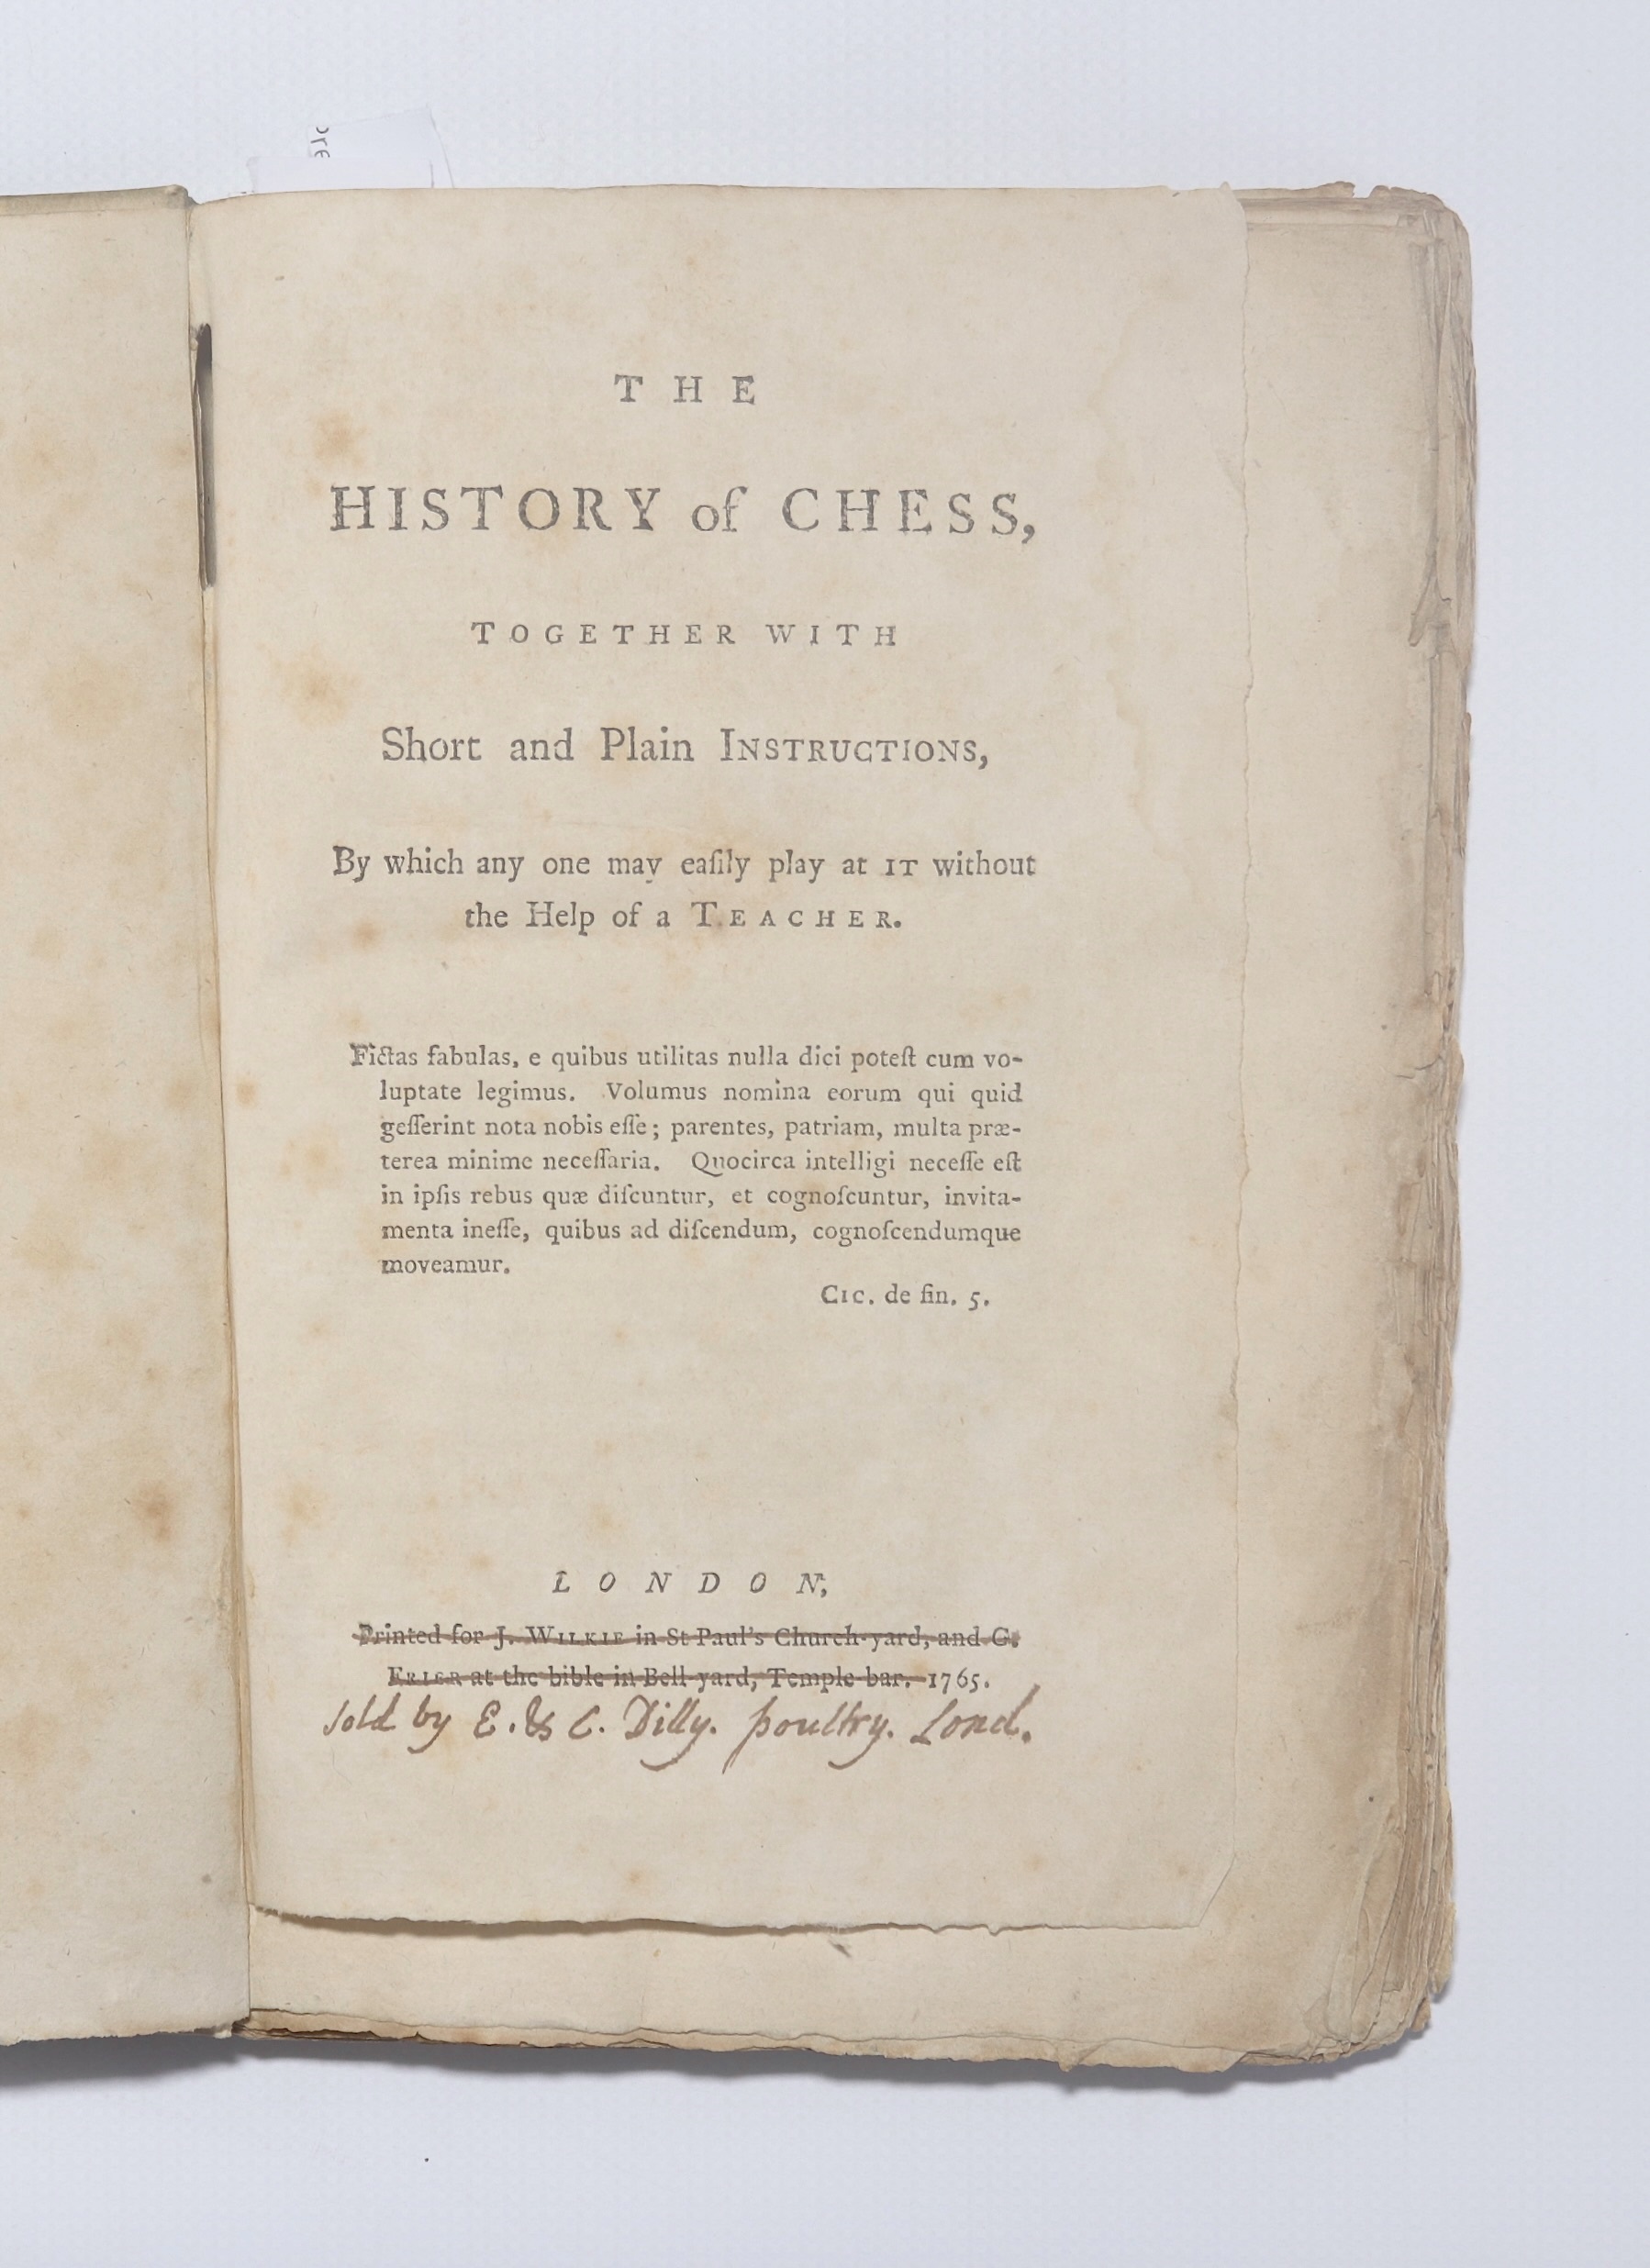 THE
HISTORY of CHESS,
TOGETHER WITH
Short and Plain INSTRUCTIONS,
By which any one may eaſily play at IT without
the Help of a TEACHER.
Fictas fabulas, e quibus utilitas nulla dici poteſt cum vo-
luptate legimus. Volumus nomina eorum qui quid
geſſerint nota nobis eſſe; parentes, patriam, multa præ-
terea minime neceſſaria. Quocirca intelligi neceſſe eſt
in ipſis rebus quæ diſcuntur, et cognoſcuntur, invita-
menta ineſſe, quibus ad diſcendum, cognoſcendumque
moveamur.
CIC. de fin. 5.
LONDON,
Printed for J. WILKIE in St Paul's Church-yard, and G.
FRIER at the bible in Bell-yard, Temple-bar. 1765.
sold by E. & C. Dilly. poultry. Lond.